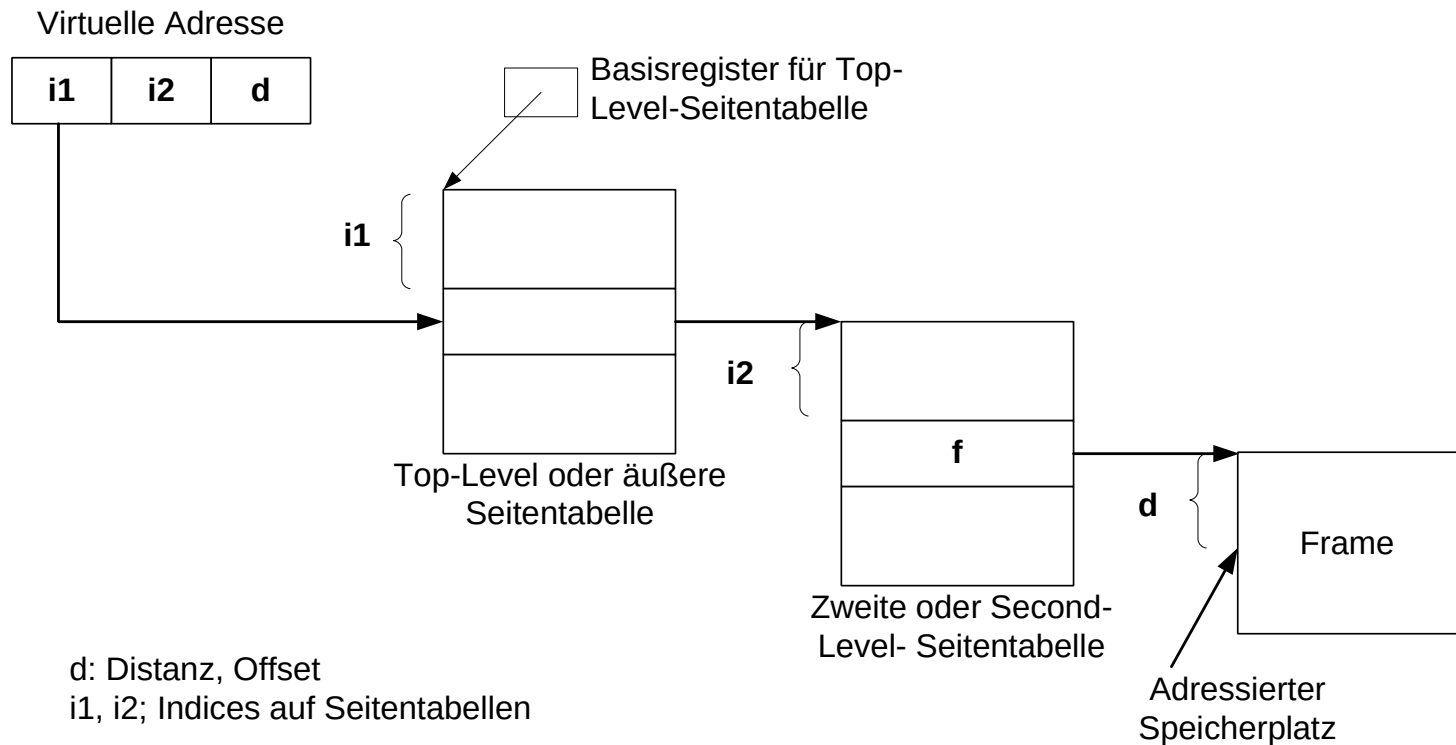 Virtuelle Adresse
i1 i2 d
Basisregister für Top-
Level-Seitentabelle
i1
i2
Top-Level oder äußere
Seitentabelle
f
d
Frame
Zweite oder Second-
Level- Seitentabelle
Adressierter
Speicherplatz
d: Distanz, Offset
i1, i2; Indices auf Seitentabellen